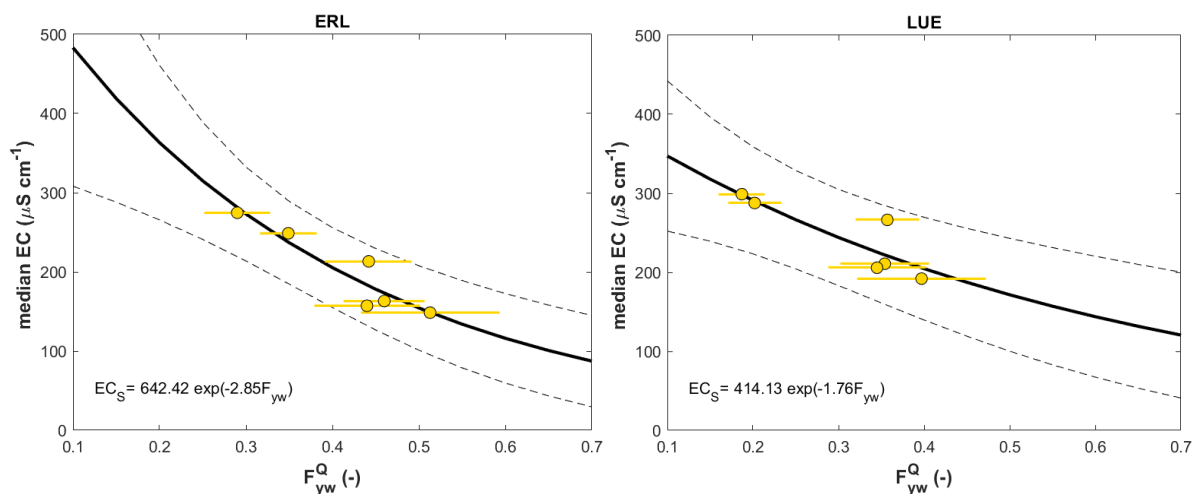 ERL
500
400
300
200
100
0
median EC (μS cm⁻¹)
EC_S= 642.42 exp(-2.85F_yw)
0.1 0.2 0.3 0.4 0.5 0.6 0.7
F^Q_yw (-)
LUE
500
400
300
200
100
0
median EC (μS cm⁻¹)
EC_S= 414.13 exp(-1.76F_yw)
0.1 0.2 0.3 0.4 0.5 0.6 0.7
F^Q_yw (-)